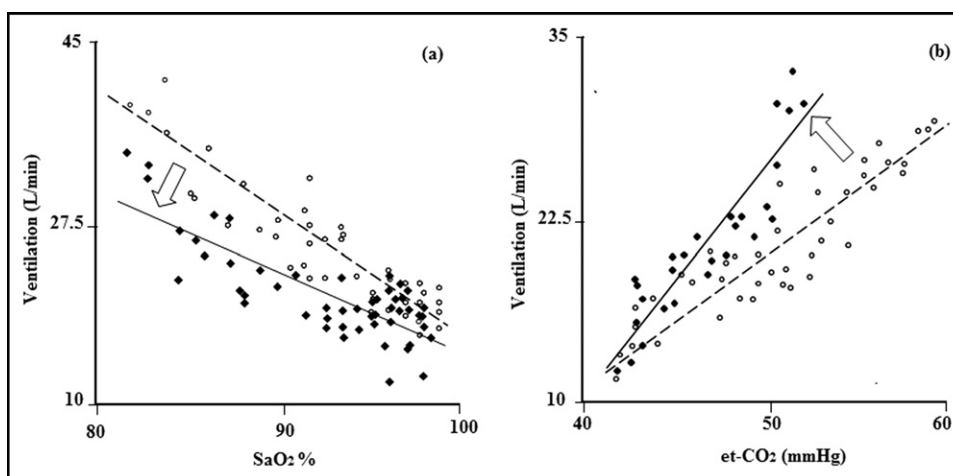 (a)
45
27.5
10
Ventilation (L/min)
80 90 100
SaO₂ %
(b)
35
22.5
10
Ventilation (L/min)
40 50 60
et-CO₂ (mmHg)